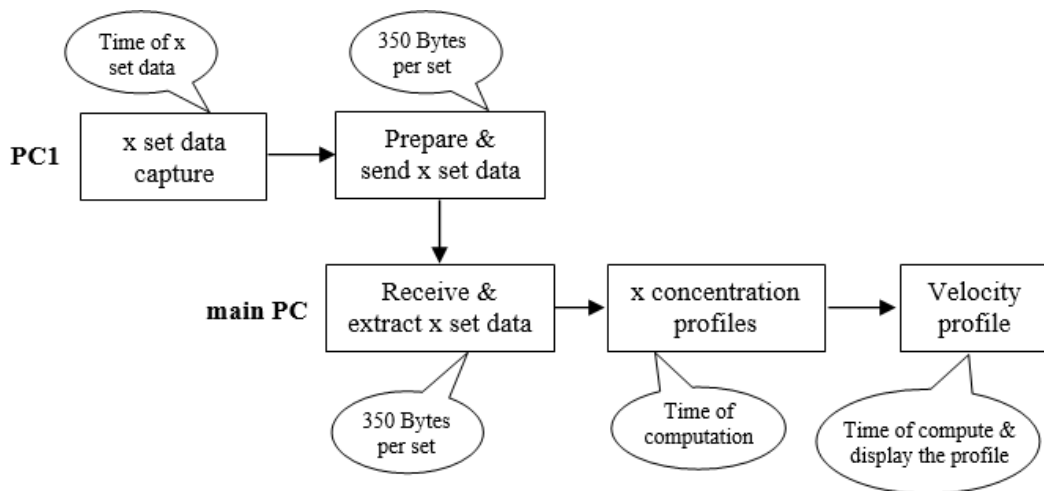 Time of x
set data
350 Bytes
per set
PC1
x set data
capture
Prepare &
send x set data
main PC
Receive &
extract x set data
x concentration
profiles
Velocity
profile
350 Bytes
per set
Time of
computation
Time of compute &
display the profile